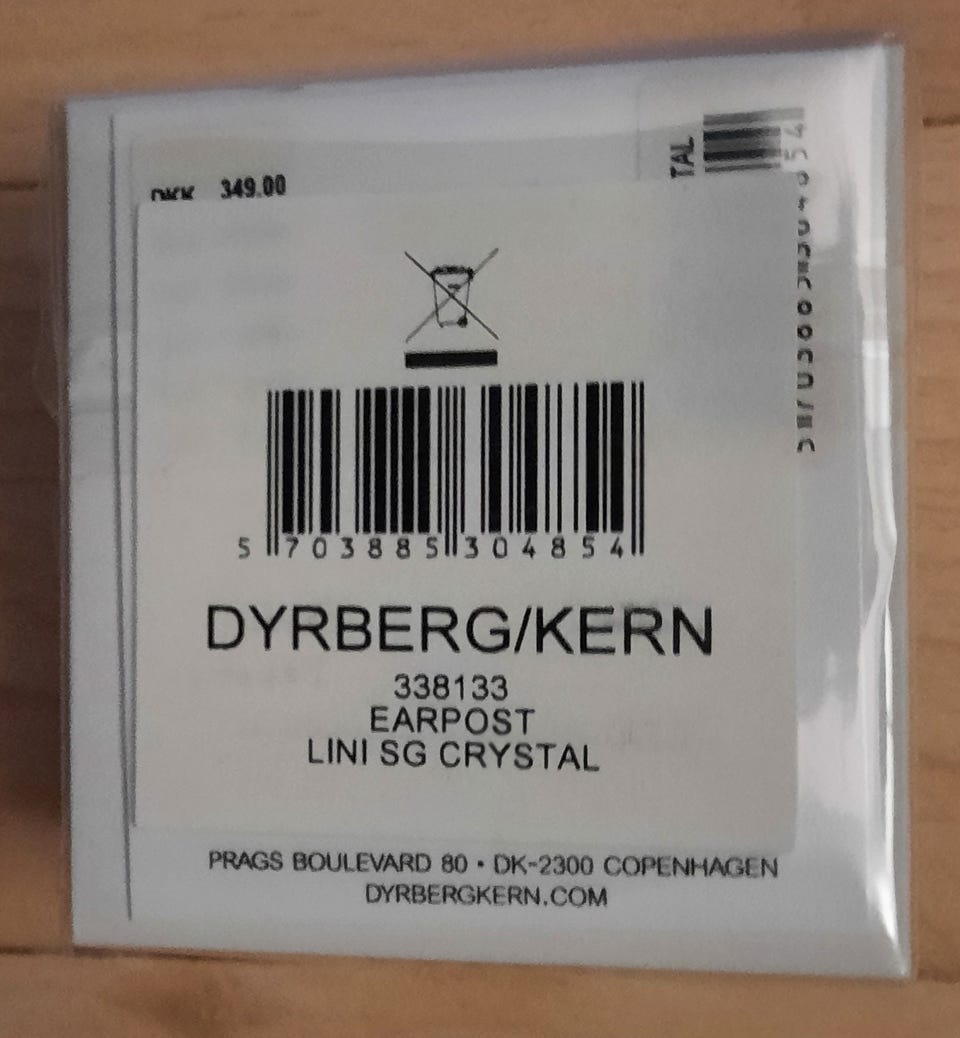 DKK 349.00
TAL
5 703885 304854
DYRBERG/KERN
338133
EARPOST
LINI SG CRYSTAL
PRAGS BOULEVARD 80 · DK-2300 COPENHAGEN
DYRBERGKERN.COM